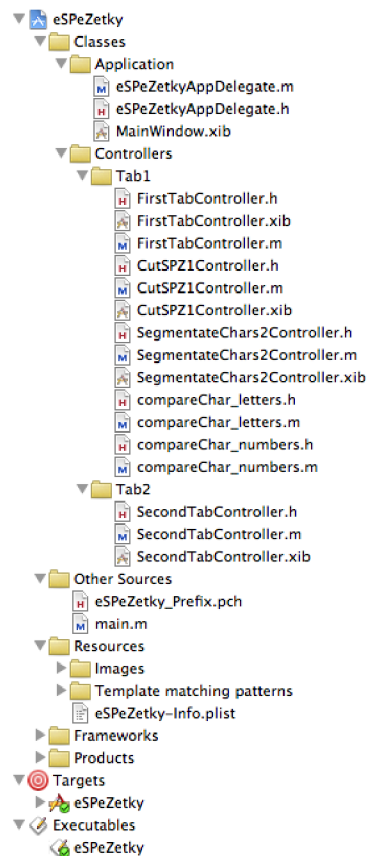 eSPeZetky
Classes
Application
eSPeZetkyAppDelegate.m
eSPeZetkyAppDelegate.h
MainWindow.xib
Controllers
Tab1
FirstTabController.h
FirstTabController.xib
FirstTabController.m
CutSPZ1Controller.h
CutSPZ1Controller.m
CutSPZ1Controller.xib
SegmentateChars2Controller.h
SegmentateChars2Controller.m
SegmentateChars2Controller.xib
compareChar_letters.h
compareChar_letters.m
compareChar_numbers.h
compareChar_numbers.m
Tab2
SecondTabController.h
SecondTabController.m
SecondTabController.xib
Other Sources
eSPeZetky_Prefix.pch
main.m
Resources
Images
Template matching patterns
eSPeZetky-Info.plist
Frameworks
Products
Targets
eSPeZetky
Executables
eSPeZetky